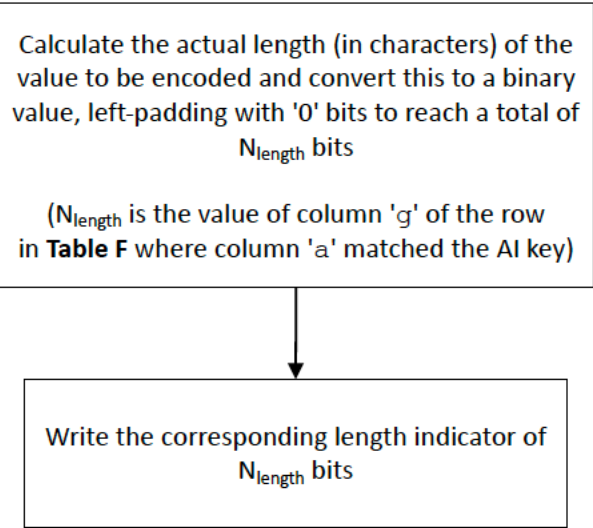 Calculate the actual length (in characters) of the
value to be encoded and convert this to a binary
value, left-padding with '0' bits to reach a total of
Nlength bits
(Nlength is the value of column 'g' of the row
in Table F where column 'a' matched the AI key)
Write the corresponding length indicator of
Nlength bits